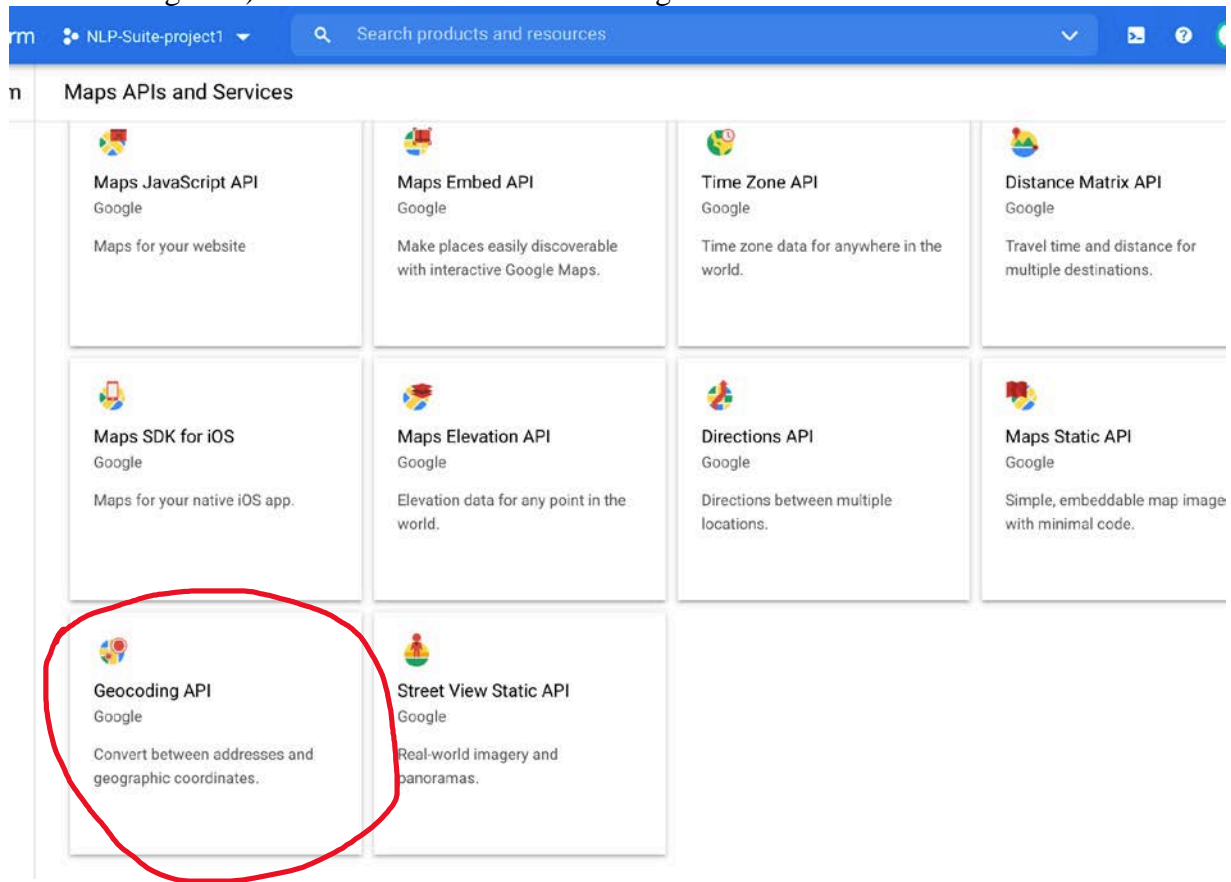 rm NLP-Suite-project1 Search products and resources
m Maps APIs and Services
Maps JavaScript API
Google
Maps for your website
Maps Embed API
Google
Make places easily discoverable
with interactive Google Maps.
Time Zone API
Google
Time zone data for anywhere in the
world.
Distance Matrix API
Google
Travel time and distance for
multiple destinations.
Maps SDK for iOS
Google
Maps for your native iOS app.
Maps Elevation API
Google
Elevation data for any point in the
world.
Directions API
Google
Directions between multiple
locations.
Maps Static API
Google
Simple, embeddable map image
with minimal code.
Geocoding API
Google
Convert between addresses and
geographic coordinates.
Street View Static API
Google
Real-world imagery and
panoramas.